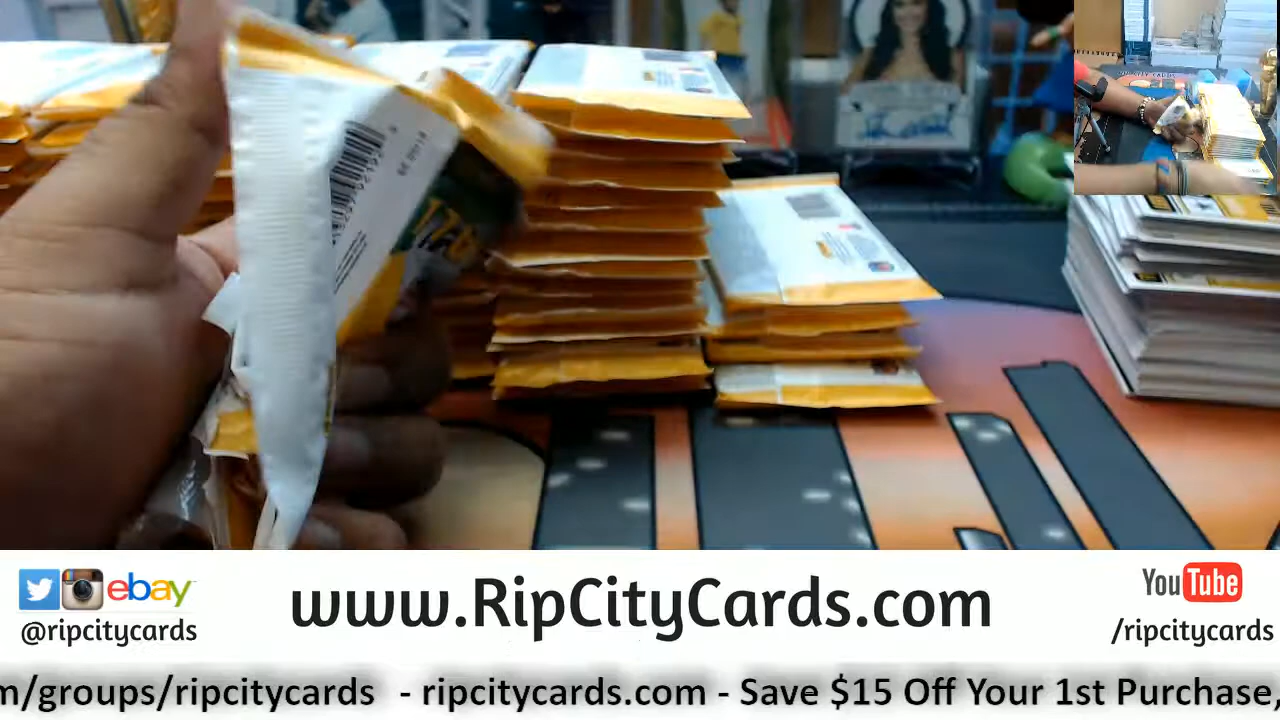 ebay
@ripcitycards
www.RipCityCards.com
YouTube
/ripcitycards
m/groups/ripcitycards - ripcitycards.com - Save $15 Off Your 1st Purchase,